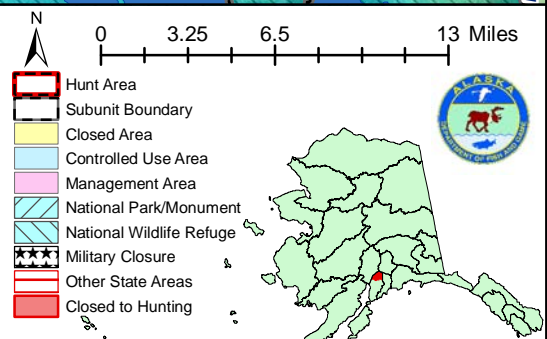 N
0 3.25 6.5 13 Miles
Hunt Area
Subunit Boundary
Closed Area
Controlled Use Area
Management Area
National Park/Monument
National Wildlife Refuge
Military Closure
Other State Areas
Closed to Hunting
ALASKA
DEPARTMENT OF FISH AND GAME